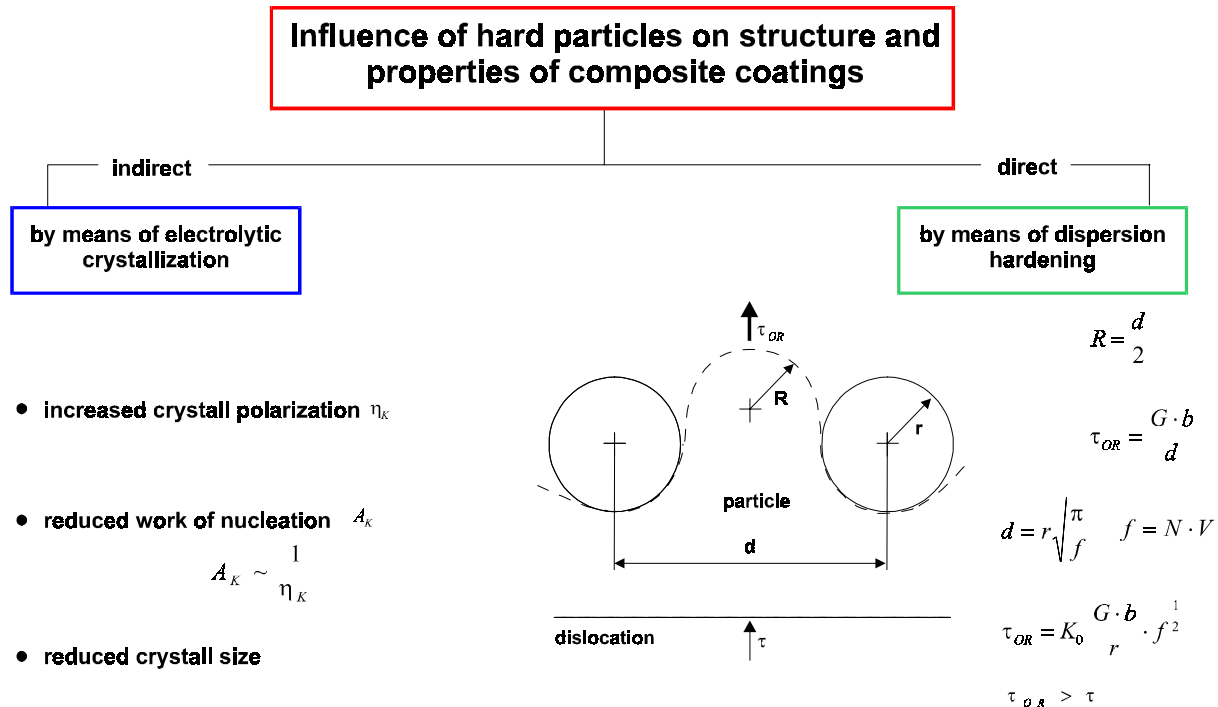 Influence of hard particles on structure and
properties of composite coatings
indirect
direct
by means of electrolytic
crystallization
by means of dispersion
hardening
• increased crystall polarization η_K
• reduced work of nucleation A_K
A_K ~ 1/η_K
• reduced crystall size
τ_OR
R
r
particle
d
dislocation
τ
R = d/2
τ_OR = G · b/d
d = r√(π/f) f = N · V
τ_OR = K_0 G · b/r · f^(1/2)
τ_OR > τ